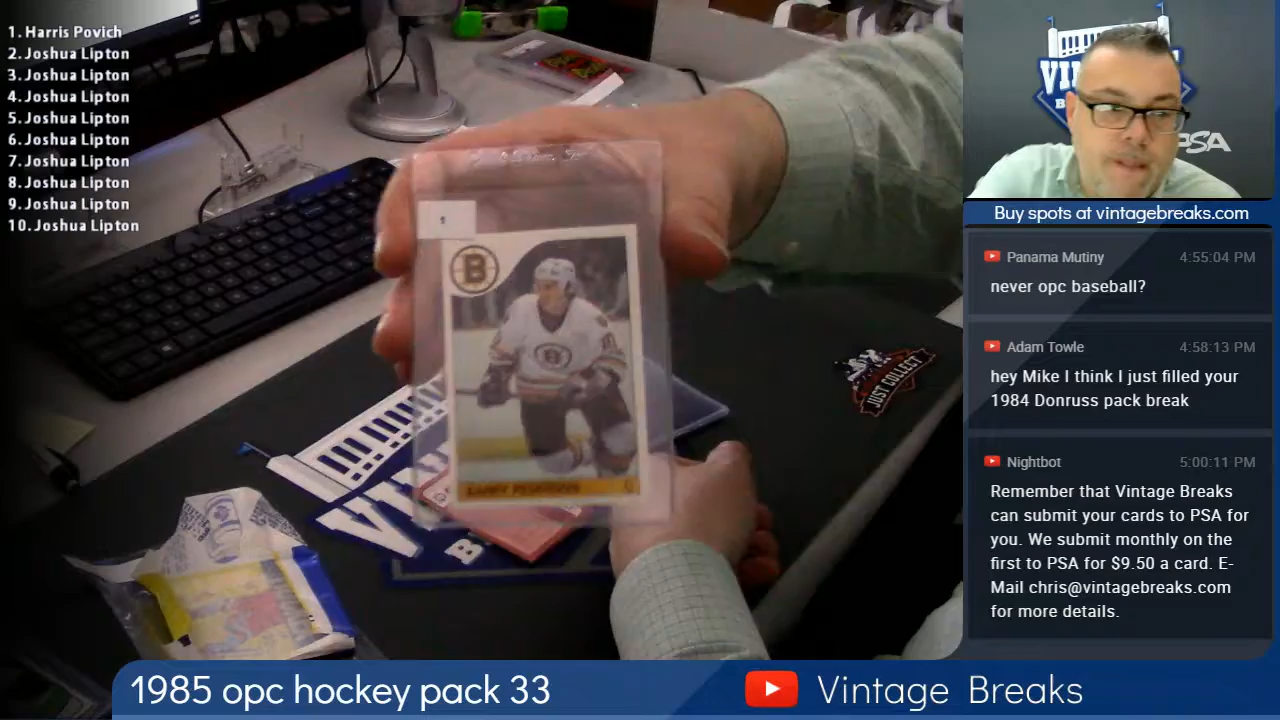 1. Harris Povich
2. Joshua Lipton
3. Joshua Lipton
4. Joshua Lipton
5. Joshua Lipton
6. Joshua Lipton
7. Joshua Lipton
8. Joshua Lipton
9. Joshua Lipton
10. Joshua Lipton
B
B
JUST COLLECT
PSA
Buy spots at vintagebreaks.com
Panama Mutiny 4:55:04 PM
never opc baseball?
Adam Towle 4:58:13 PM
hey Mike I think I just filled your
1984 Donruss pack break
Nightbot 5:00:11 PM
Remember that Vintage Breaks
can submit your cards to PSA for
you. We submit monthly on the
first to PSA for $9.50 a card. E-
Mail chris@vintagebreaks.com
for more details.
1985 opc hockey pack 33
Vintage Breaks